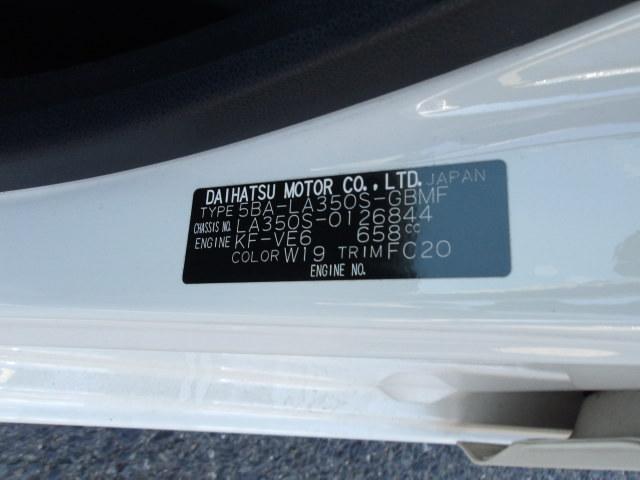 DAIHATSU MOTOR CO., LTD. JAPAN
TYPE 5BA-LA350S-GBMF
CHASSIS NO. LA350S-0126844
ENGINE KF-VE6 658CC
COLOR W19 TRIM FC20
ENGINE NO.